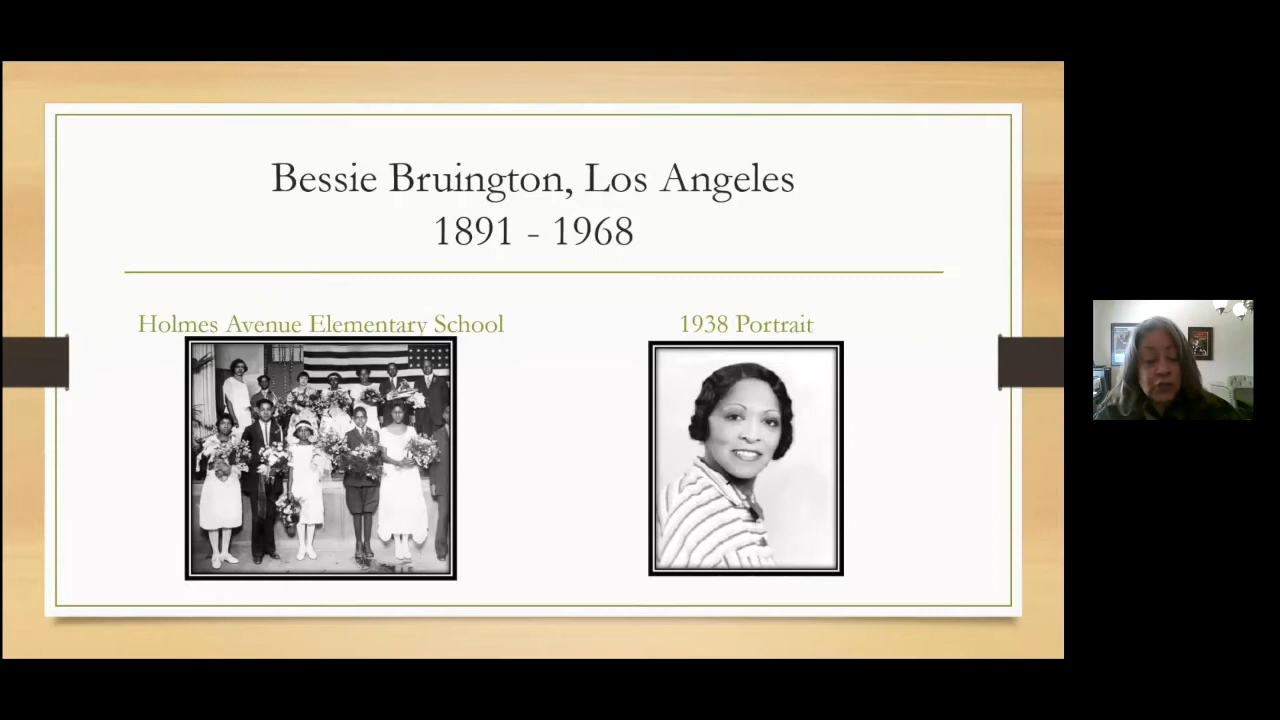 Bessie Bruington, Los Angeles
1891 - 1968
Holmes Avenue Elementary School
1938 Portrait